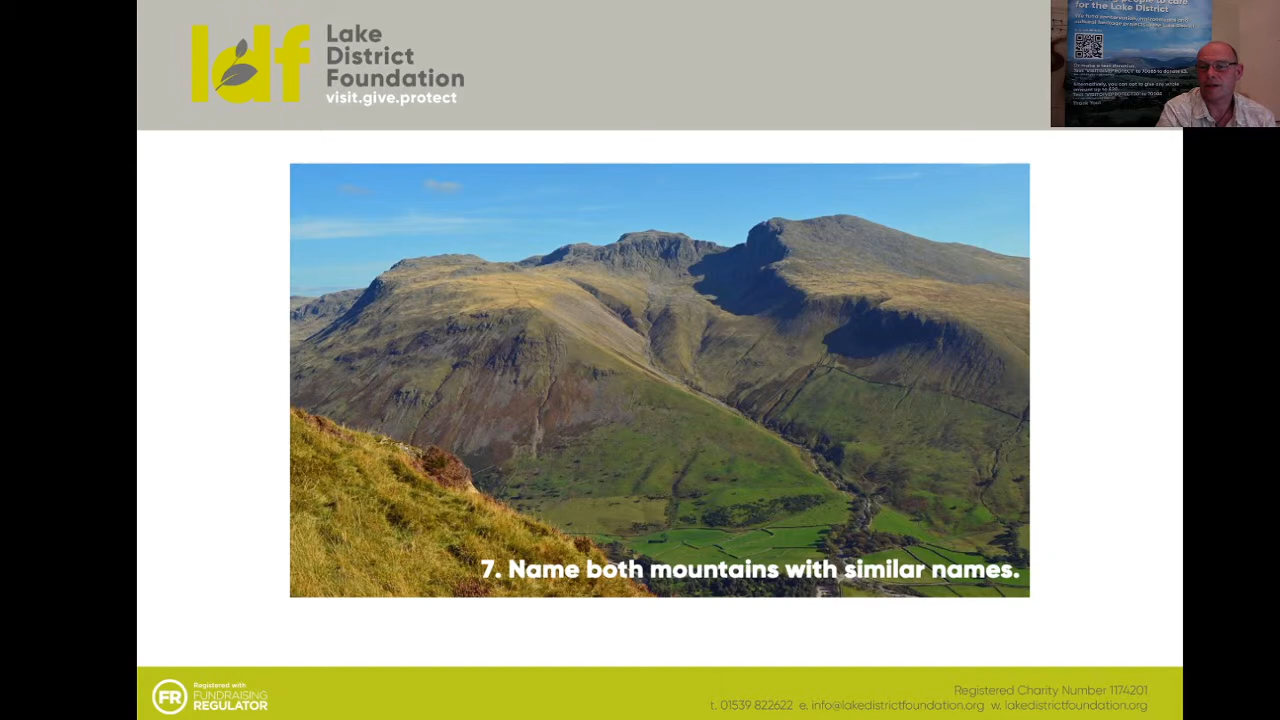 ldf
Lake
District
Foundation
visit.give.protect
for the Lake District
7. Name both mountains with similar names.
FR
Registered with
FUNDRAISING
REGULATOR
Registered Charity Number 1174201
t. 01539 822622 e. info@lakedistrictfoundation.org w. lakedistrictfoundation.org